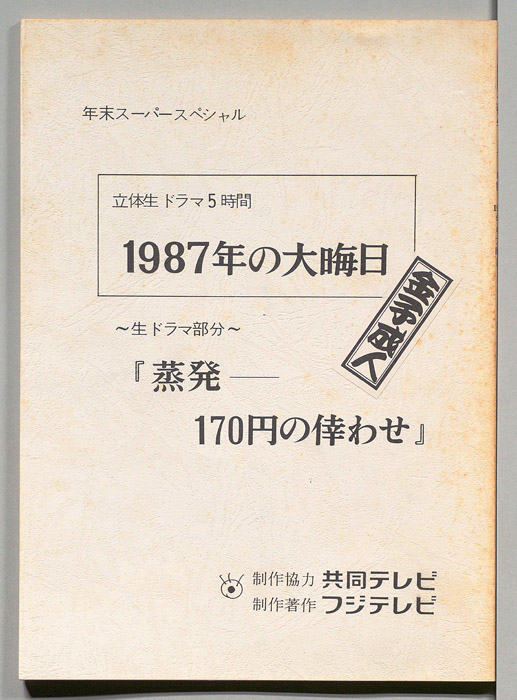 年末スーパースペシャル
立体生ドラマ5時間
1987年の大晦日
金子成人
〜生ドラマ部分〜
『蒸発――
170円の倖わせ』
制作協力 共同テレビ
制作著作 フジテレビ